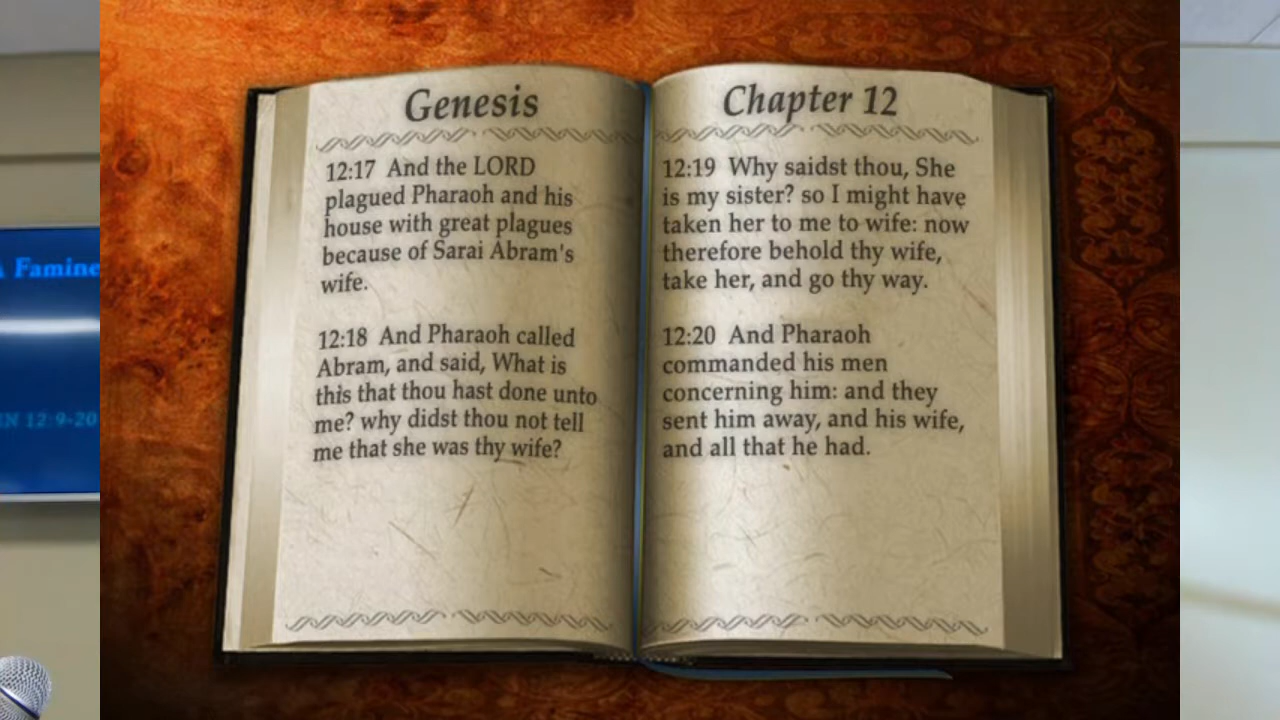 Genesis
12:17 And the LORD
plagued Pharaoh and his
house with great plagues
because of Sarai Abram's
wife.
12:18 And Pharaoh called
Abram, and said, What is
this that thou hast done unto
me? why didst thou not tell
me that she was thy wife?
Chapter 12
12:19 Why saidst thou, She
is my sister? so I might have
taken her to me to wife: now
therefore behold thy wife,
take her, and go thy way.
12:20 And Pharaoh
commanded his men
concerning him: and they
sent him away, and his wife,
and all that he had.
A Famine
EN 12:9-20